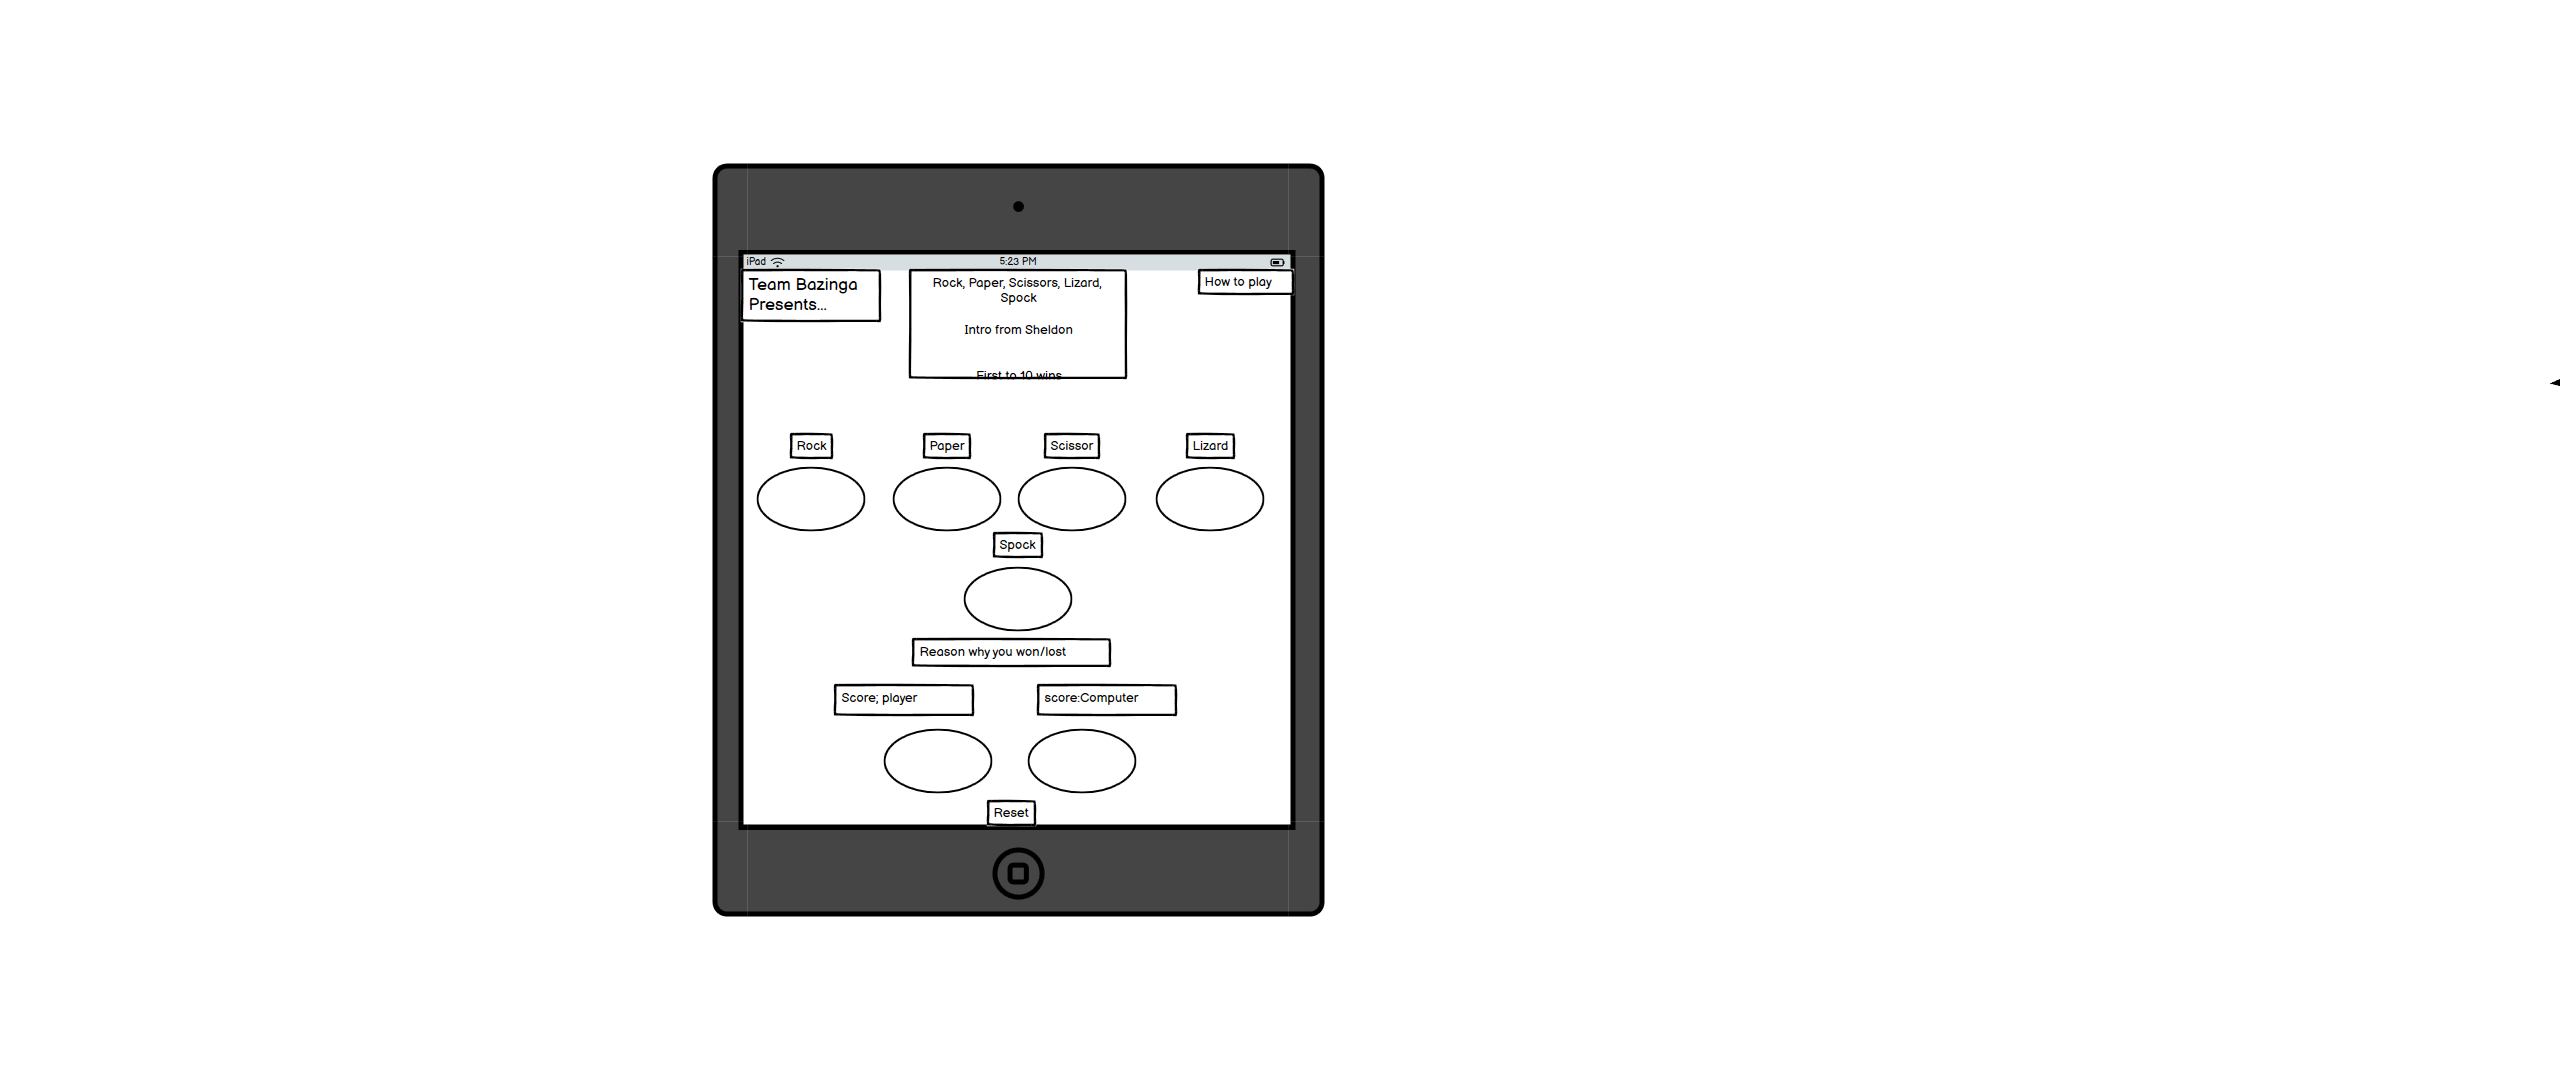 iPad
5:23 PM
Team Bazinga
Presents...
Rock, Paper, Scissors, Lizard,
Spock
Intro from Sheldon
First to 10 wins
How to play
Rock
Paper
Scissor
Lizard
Spock
Reason why you won/lost
Score; player
score:Computer
Reset